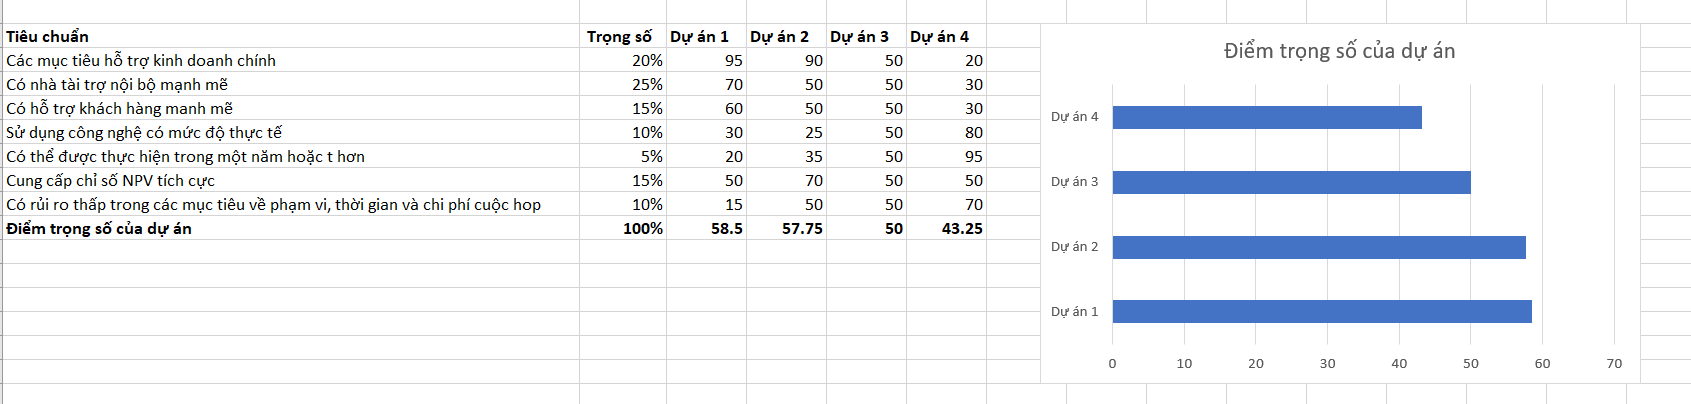 Tiêu chuẩn Trọng số Dự án 1 Dự án 2 Dự án 3 Dự án 4
Các mục tiêu hỗ trợ kinh doanh chính 20% 95 90 50 20
Có nhà tài trợ nội bộ mạnh mẽ 25% 70 50 50 30
Có hỗ trợ khách hàng manh mẽ 15% 60 50 50 30
Sử dụng công nghệ có mức độ thực tế 10% 30 25 50 80
Có thể được thực hiện trong một năm hoặc t hơn 5% 20 35 50 95
Cung cấp chỉ số NPV tích cực 15% 50 70 50 50
Có rủi ro thấp trong các mục tiêu về phạm vi, thời gian và chi phí cuộc hop 10% 15 50 50 70
Điểm trọng số của dự án 100% 58.5 57.75 50 43.25
Điểm trọng số của dự án
Dự án 4
Dự án 3
Dự án 2
Dự án 1
0 10 20 30 40 50 60 70